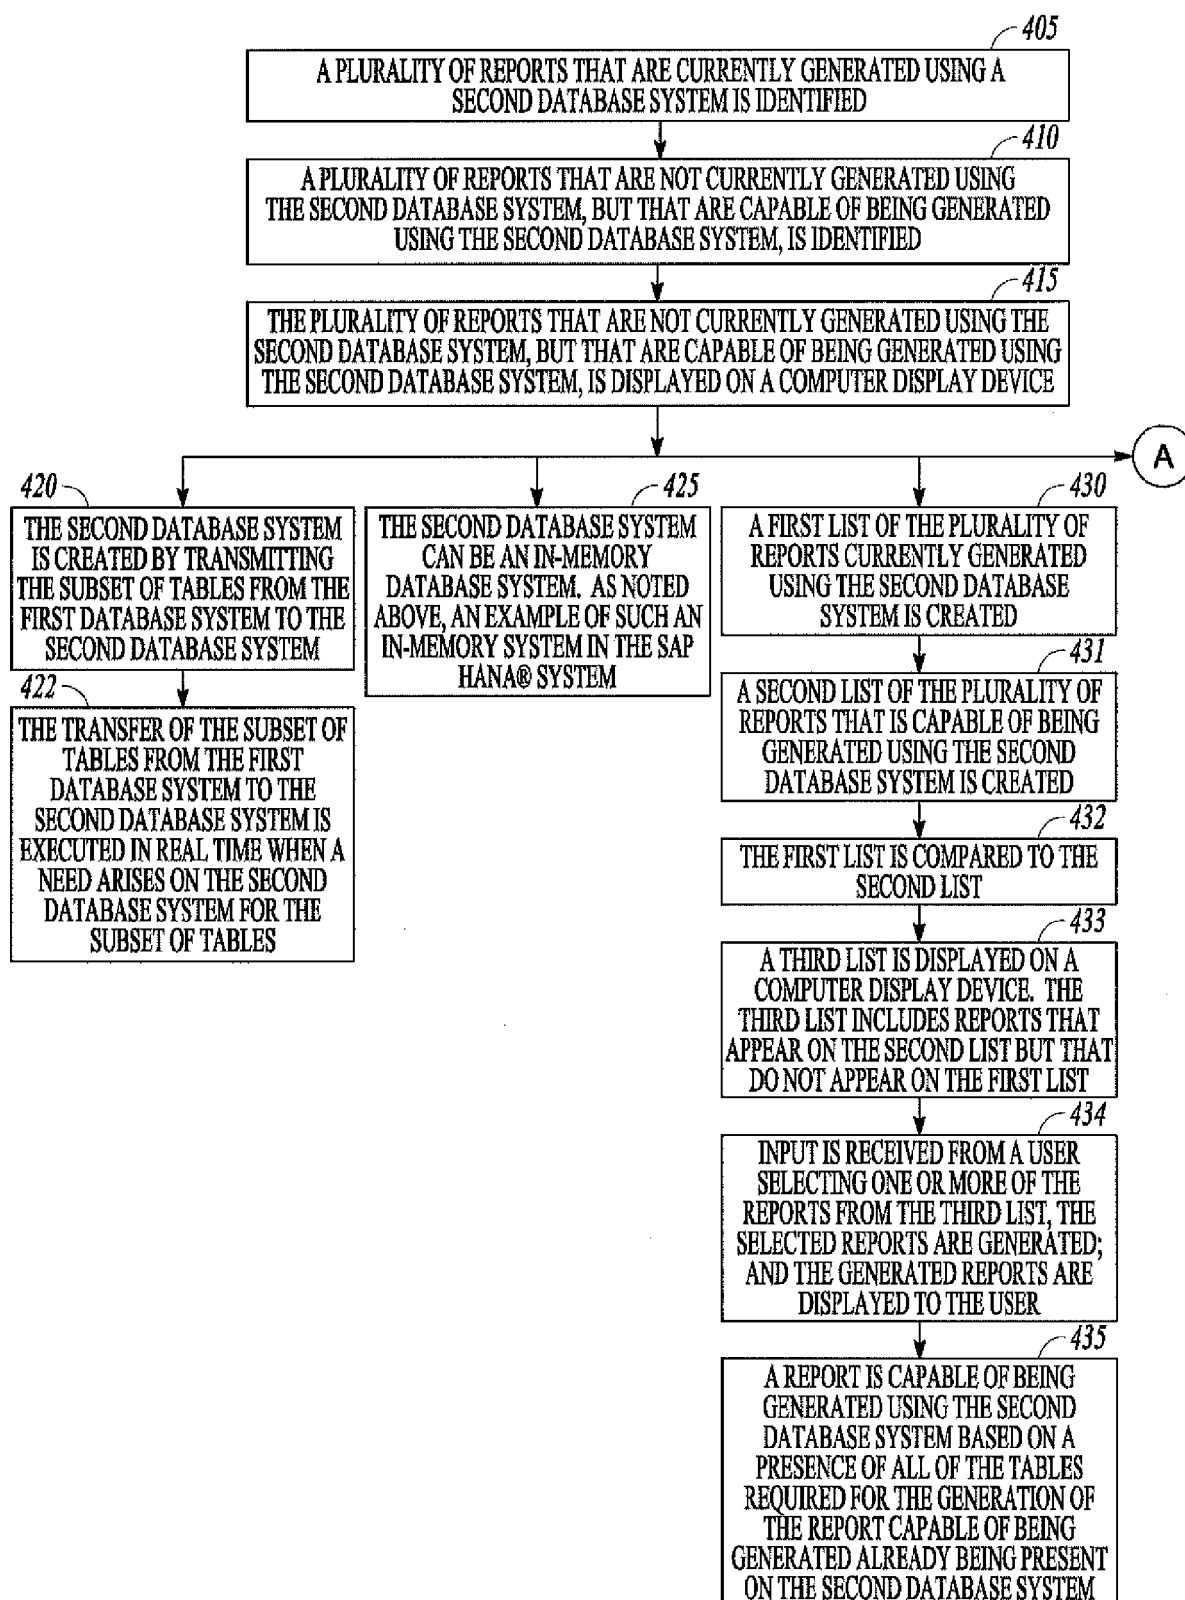 405
A PLURALITY OF REPORTS THAT ARE CURRENTLY GENERATED USING A
SECOND DATABASE SYSTEM IS IDENTIFIED
410
A PLURALITY OF REPORTS THAT ARE NOT CURRENTLY GENERATED USING
THE SECOND DATABASE SYSTEM, BUT THAT ARE CAPABLE OF BEING GENERATED
USING THE SECOND DATABASE SYSTEM, IS IDENTIFIED
415
THE PLURALITY OF REPORTS THAT ARE NOT CURRENTLY GENERATED USING THE
SECOND DATABASE SYSTEM, BUT THAT ARE CAPABLE OF BEING GENERATED USING
THE SECOND DATABASE SYSTEM, IS DISPLAYED ON A COMPUTER DISPLAY DEVICE
A
420
THE SECOND DATABASE SYSTEM
IS CREATED BY TRANSMITTING
THE SUBSET OF TABLES FROM THE
FIRST DATABASE SYSTEM TO THE
SECOND DATABASE SYSTEM
422
THE TRANSFER OF THE SUBSET OF
TABLES FROM THE FIRST
DATABASE SYSTEM TO THE
SECOND DATABASE SYSTEM IS
EXECUTED IN REAL TIME WHEN A
NEED ARISES ON THE SECOND
DATABASE SYSTEM FOR THE
SUBSET OF TABLES
425
THE SECOND DATABASE SYSTEM
CAN BE AN IN-MEMORY
DATABASE SYSTEM. AS NOTED
ABOVE, AN EXAMPLE OF SUCH AN
IN-MEMORY SYSTEM IN THE SAP
HANA® SYSTEM
430
A FIRST LIST OF THE PLURALITY OF
REPORTS CURRENTLY GENERATED
USING THE SECOND DATABASE
SYSTEM IS CREATED
431
A SECOND LIST OF THE PLURALITY OF
REPORTS THAT IS CAPABLE OF BEING
GENERATED USING THE SECOND
DATABASE SYSTEM IS CREATED
432
THE FIRST LIST IS COMPARED TO THE
SECOND LIST
433
A THIRD LIST IS DISPLAYED ON A
COMPUTER DISPLAY DEVICE. THE
THIRD LIST INCLUDES REPORTS THAT
APPEAR ON THE SECOND LIST BUT THAT
DO NOT APPEAR ON THE FIRST LIST
434
INPUT IS RECEIVED FROM A USER
SELECTING ONE OR MORE OF THE
REPORTS FROM THE THIRD LIST, THE
SELECTED REPORTS ARE GENERATED;
AND THE GENERATED REPORTS ARE
DISPLAYED TO THE USER
435
A REPORT IS CAPABLE OF BEING
GENERATED USING THE SECOND
DATABASE SYSTEM BASED ON A
PRESENCE OF ALL OF THE TABLES
REQUIRED FOR THE GENERATION OF
THE REPORT CAPABLE OF BEING
GENERATED ALREADY BEING PRESENT
ON THE SECOND DATABASE SYSTEM